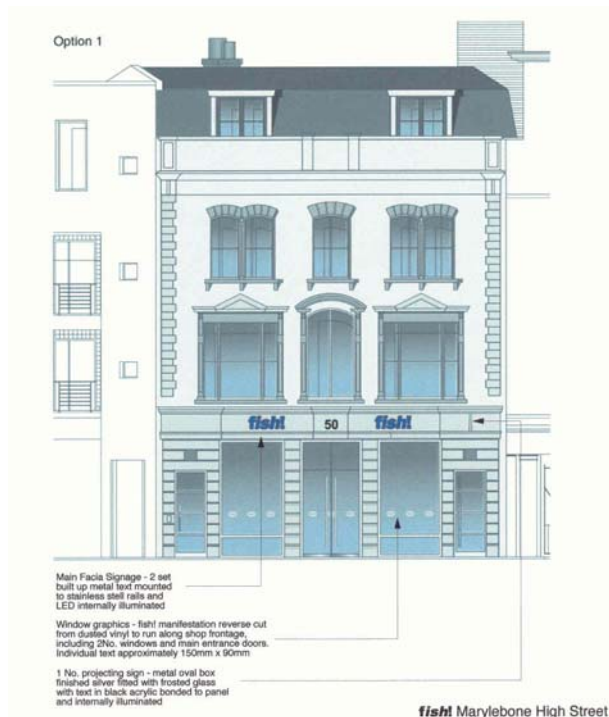 Option 1
fish!
50
fish!
Main Facia Signage - 2 set
built up metal text mounted
to stainless stell rails and
LED internally illuminated
Window graphics - fish! manifestation reverse cut
from dusted vinyl to run along shop frontage,
including 2No. windows and main entrance doors.
Individual text approximately 150mm x 90mm
1 No. projecting sign - metal oval box
finished silver fitted with frosted glass
with text in black acrylic bonded to panel
and internally illuminated
fish! Marylebone High Street